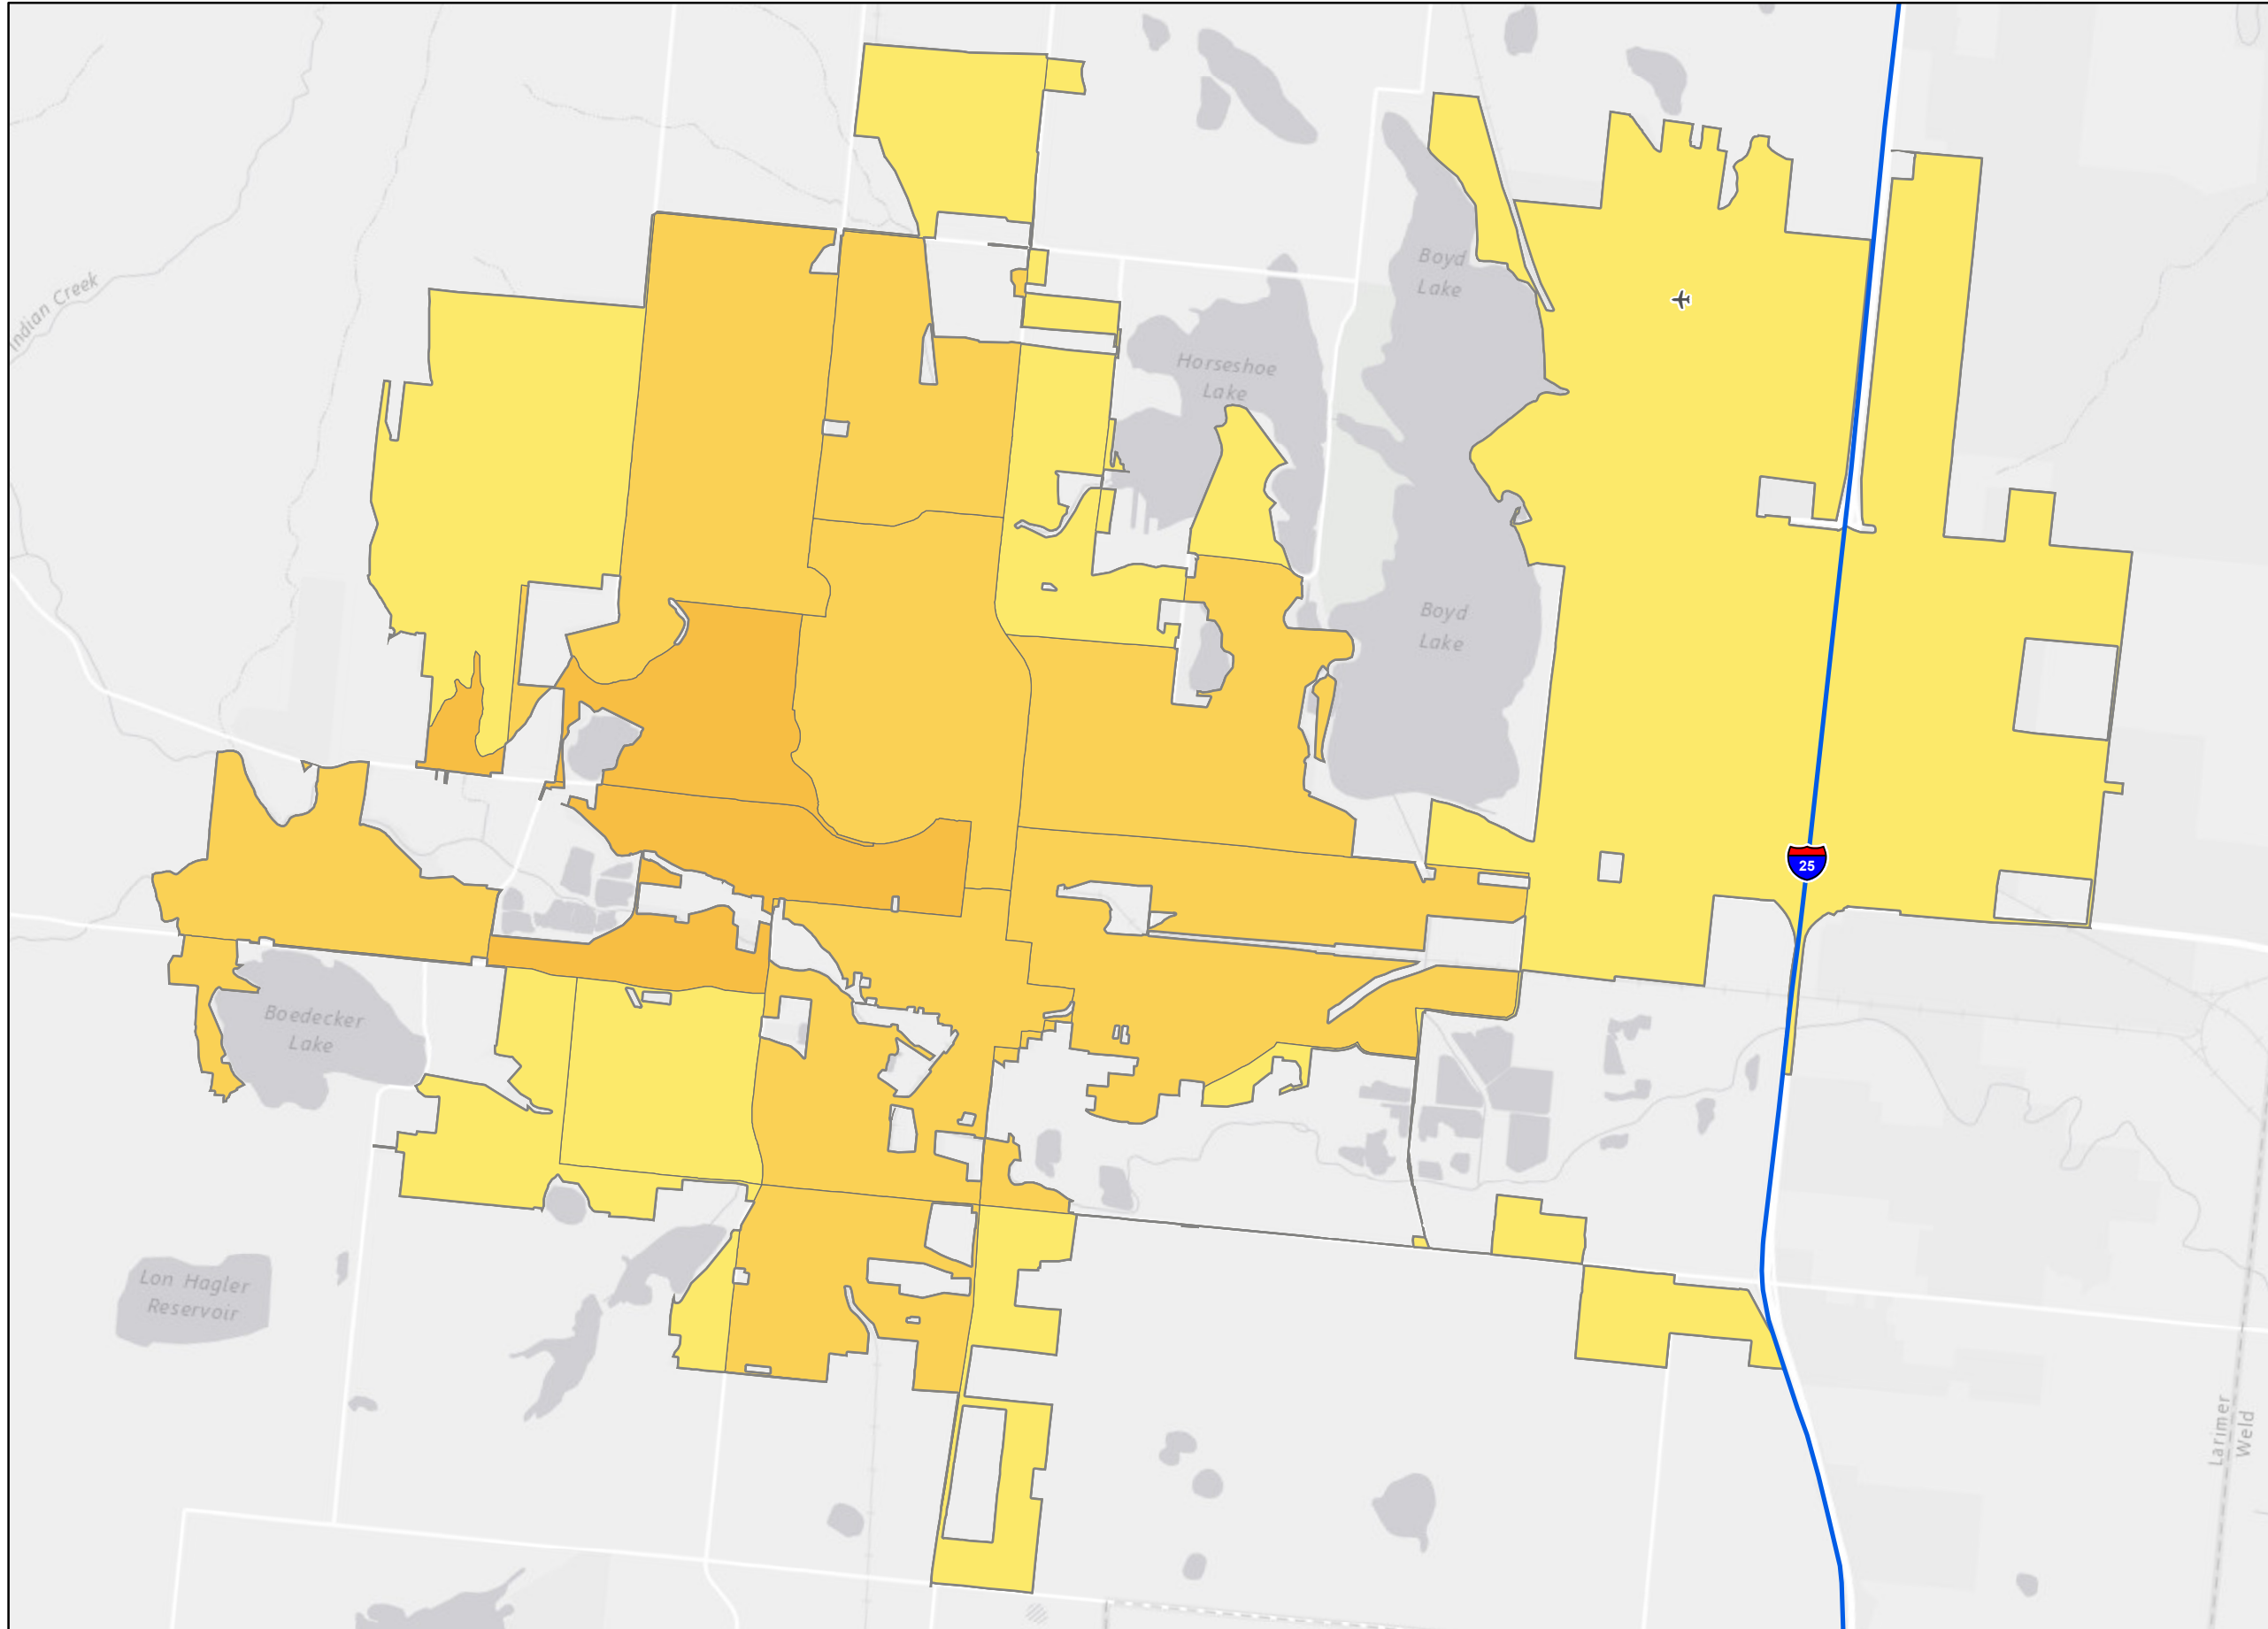 Indian Creek
Boyd
Lake
Horseshoe
Lake
Boyd
Lake
25
Boedecker
Lake
Lon Hagler
Reservoir
Larimer
Weld